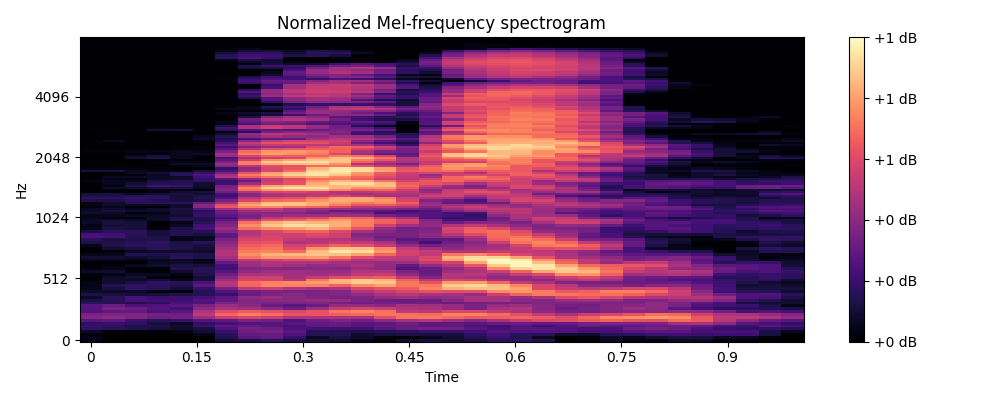 Normalized Mel-frequency spectrogram
+1 dB
4096
+1 dB
2048
+1 dB
Hz
1024
+0 dB
512
+0 dB
0
+0 dB
0 0.15 0.3 0.45 0.6 0.75 0.9
Time